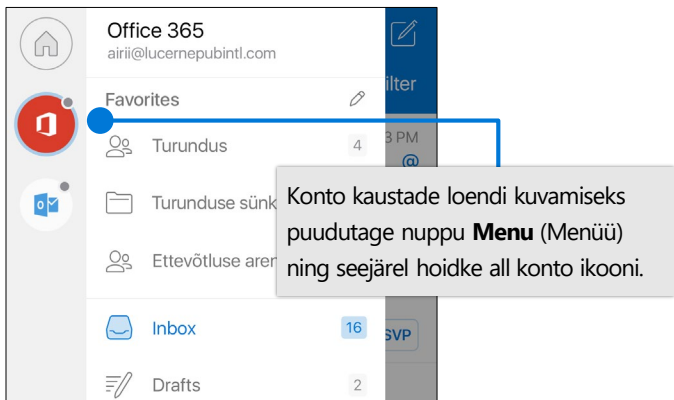 Office 365
airii@lucernepubintl.com
ilter
Favorites
Turundus 4
3 PM
@
Turunduse sünk
Konto kaustade loendi kuvamiseks
puudutage nuppu Menu (Menüü)
ning seejärel hoidke all konto ikooni.
Ettevõtluse aren
Inbox 16
SVP
Drafts 2